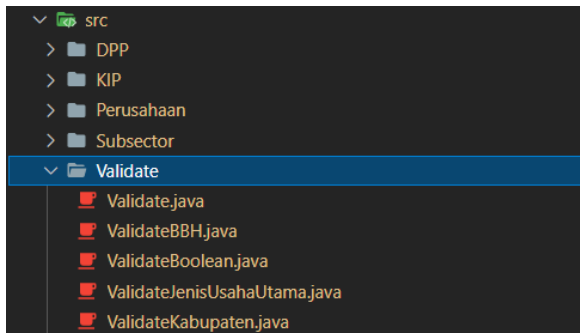 src
DPP
KIP
Perusahaan
Subsector
Validate
Validate.java
ValidateBBH.java
ValidateBoolean.java
ValidateJenisUsahaUtama.java
ValidateKabupaten.java